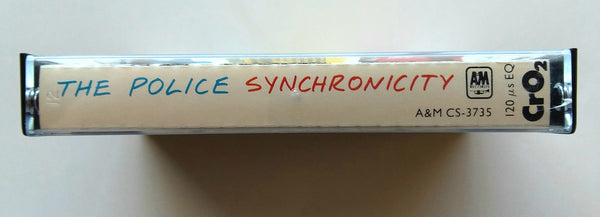 THE POLICE SYNCHRONICITY
A&M
A&M CS-3735
120 µs EQ
CrO2